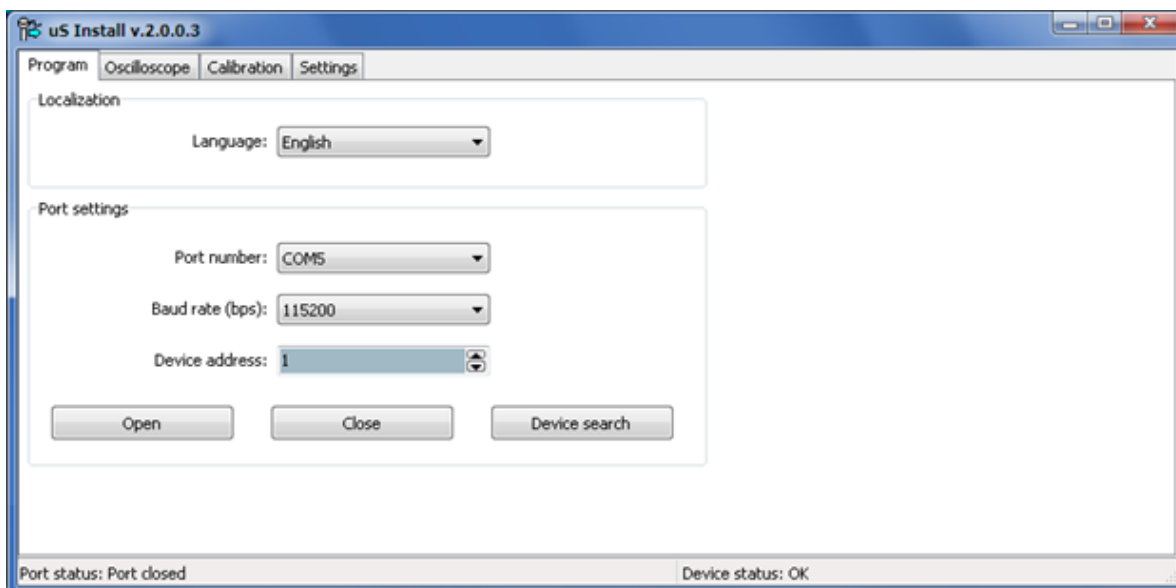 uS Install v.2.0.0.3
Program Oscilloscope Calibration Settings
Localization
Language: English
Port settings
Port number: COM5
Baud rate (bps): 115200
Device address: 1
Open Close Device search
Port status: Port closed Device status: OK